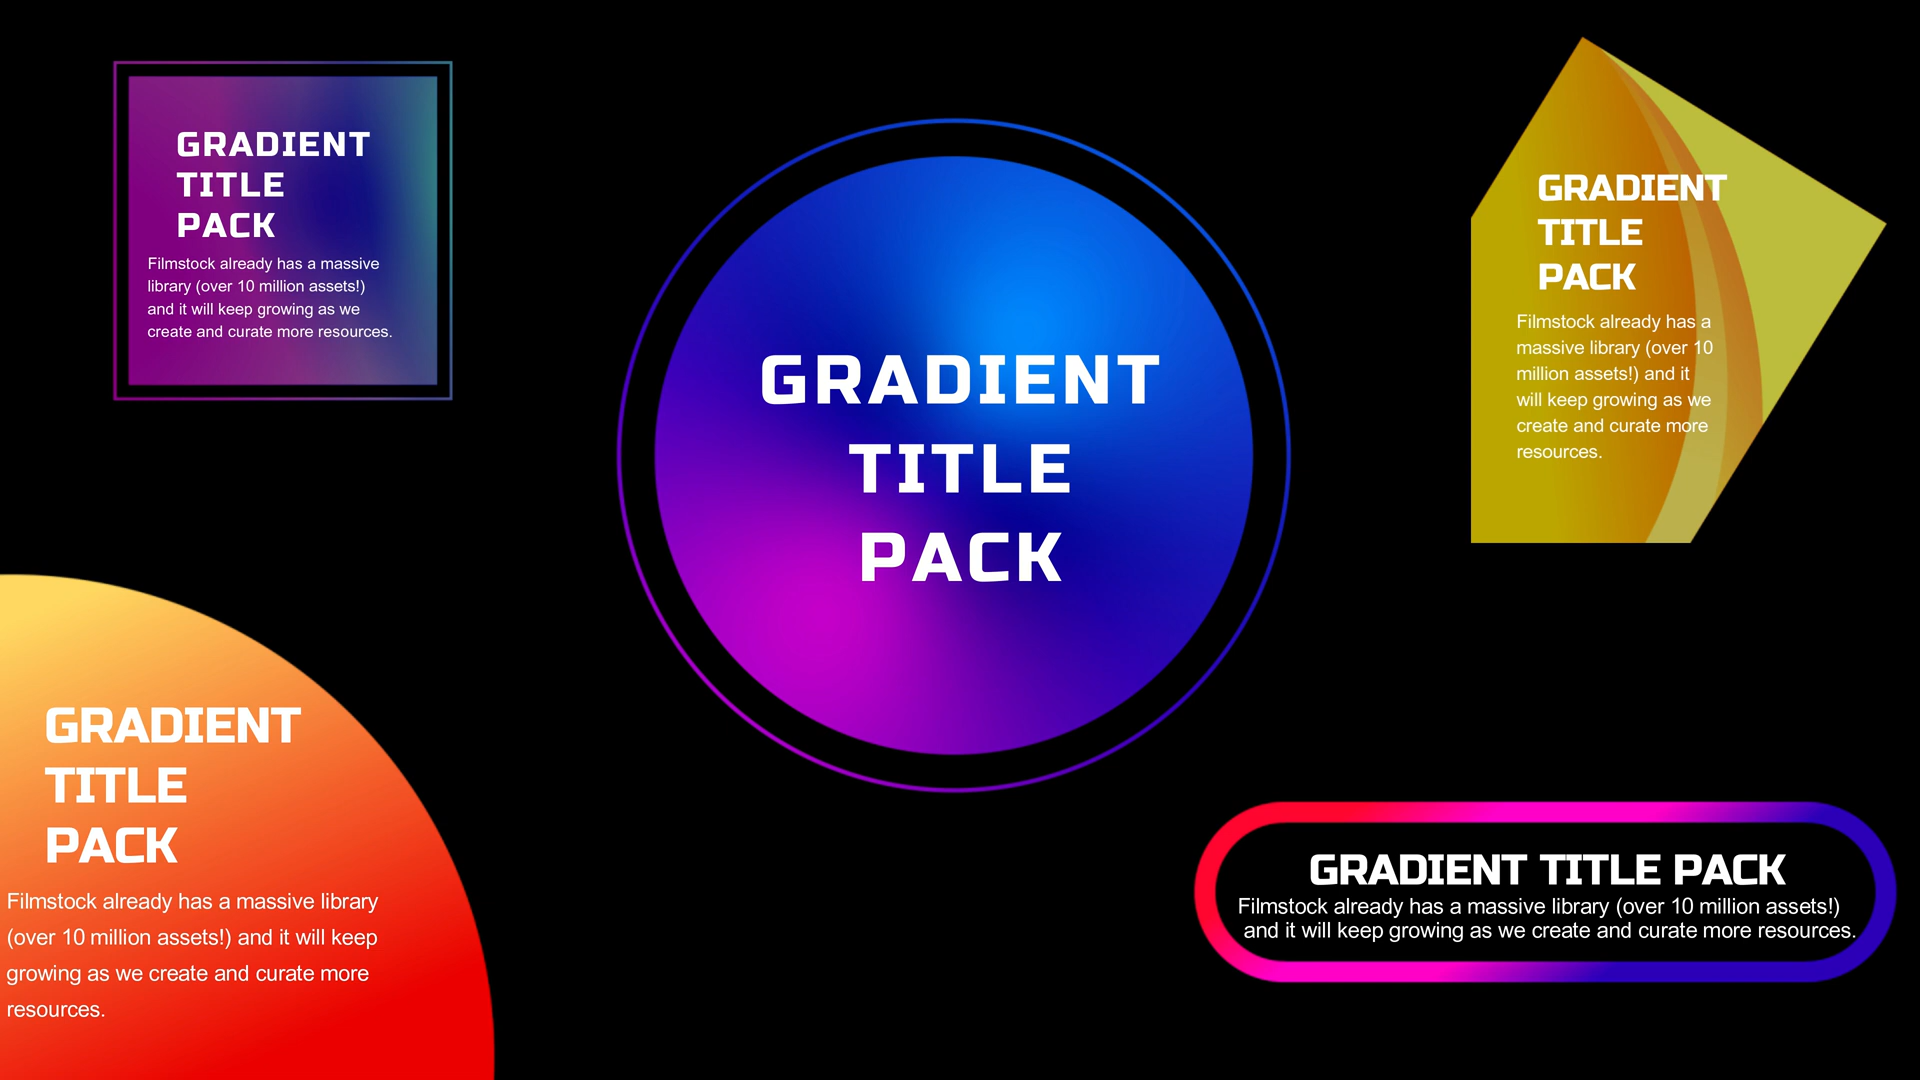 GRADIENT
TITLE
PACK
Filmstock already has a massive
library (over 10 million assets!)
and it will keep growing as we
create and curate more resources.
GRADIENT
TITLE
PACK
GRADIENT
TITLE
PACK
Filmstock already has a
massive library (over 10
million assets!) and it
will keep growing as we
create and curate more
resources.
GRADIENT
TITLE
PACK
Filmstock already has a massive library
(over 10 million assets!) and it will keep
growing as we create and curate more
resources.
GRADIENT TITLE PACK
Filmstock already has a massive library (over 10 million assets!)
and it will keep growing as we create and curate more resources.